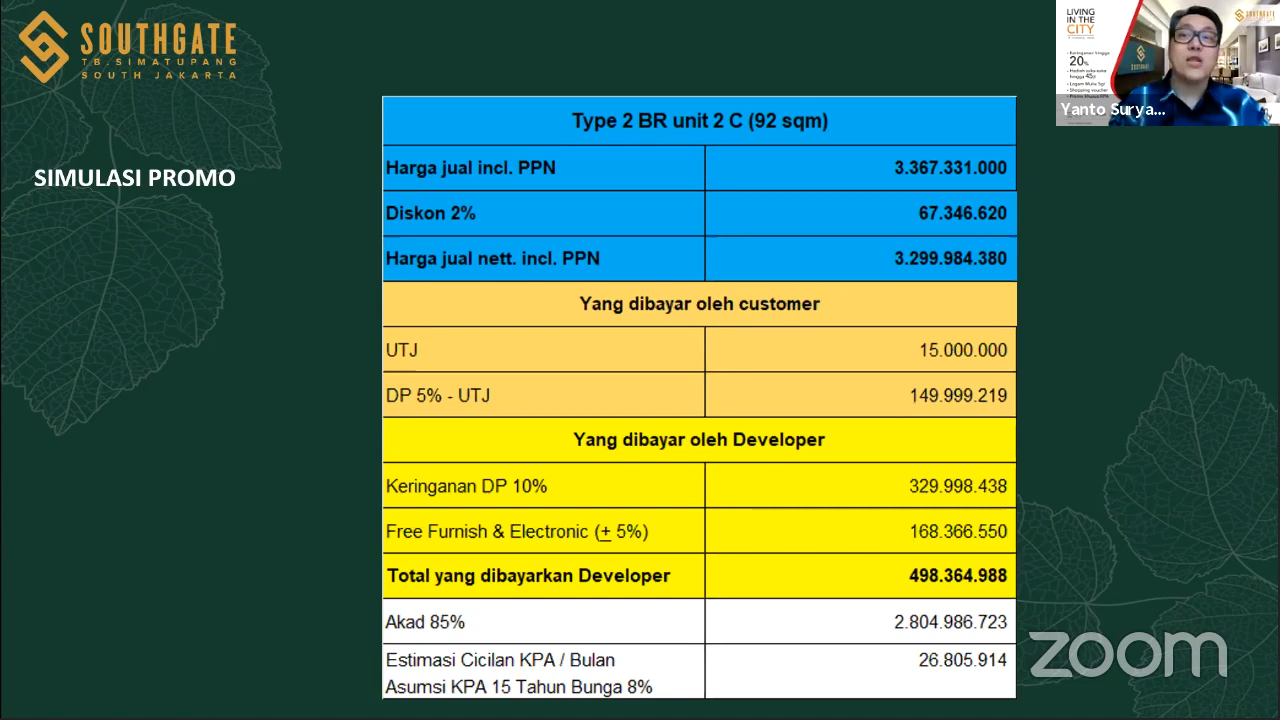 SOUTHGATE
TB.SIMATUPANG
SOUTH JAKARTA
LIVING
IN THE
CITY
20%
SOUTHGATE
Yanto Surya...
SIMULASI PROMO
Type 2 BR unit 2 C (92 sqm)
Harga jual incl. PPN 3.367.331.000
Diskon 2% 67.346.620
Harga jual nett. incl. PPN 3.299.984.380
Yang dibayar oleh customer
UTJ 15.000.000
DP 5% - UTJ 149.999.219
Yang dibayar oleh Developer
Keringanan DP 10% 329.998.438
Free Furnish & Electronic (± 5%) 168.366.550
Total yang dibayarkan Developer 498.364.988
Akad 85% 2.804.986.723
Estimasi Cicilan KPA / Bulan 26.805.914
Asumsi KPA 15 Tahun Bunga 8%
zoom